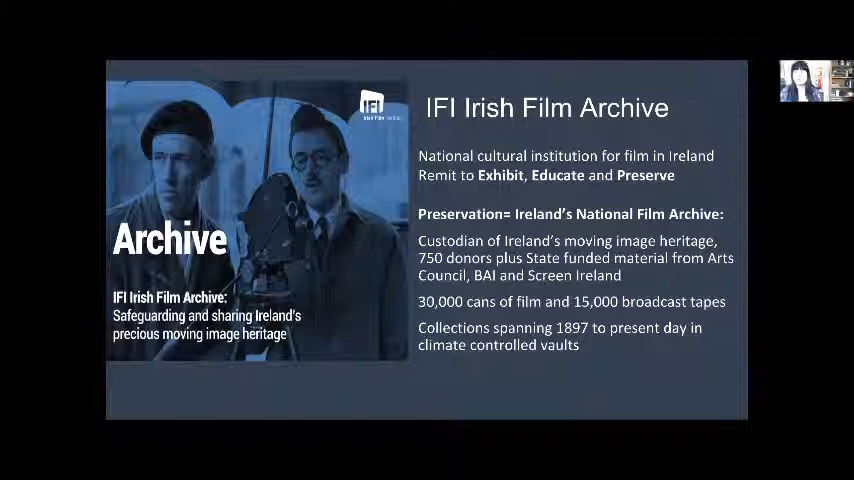 IFI
Irish Film
Archive
IFI Irish Film Archive:
Safeguarding and sharing Ireland's
precious moving image heritage
IFI Irish Film Archive
National cultural institution for film in Ireland
Remit to Exhibit, Educate and Preserve
Preservation= Ireland's National Film Archive:
Custodian of Ireland's moving image heritage,
750 donors plus State funded material from Arts
Council, BAI and Screen Ireland
30,000 cans of film and 15,000 broadcast tapes
Collections spanning 1897 to present day in
climate controlled vaults